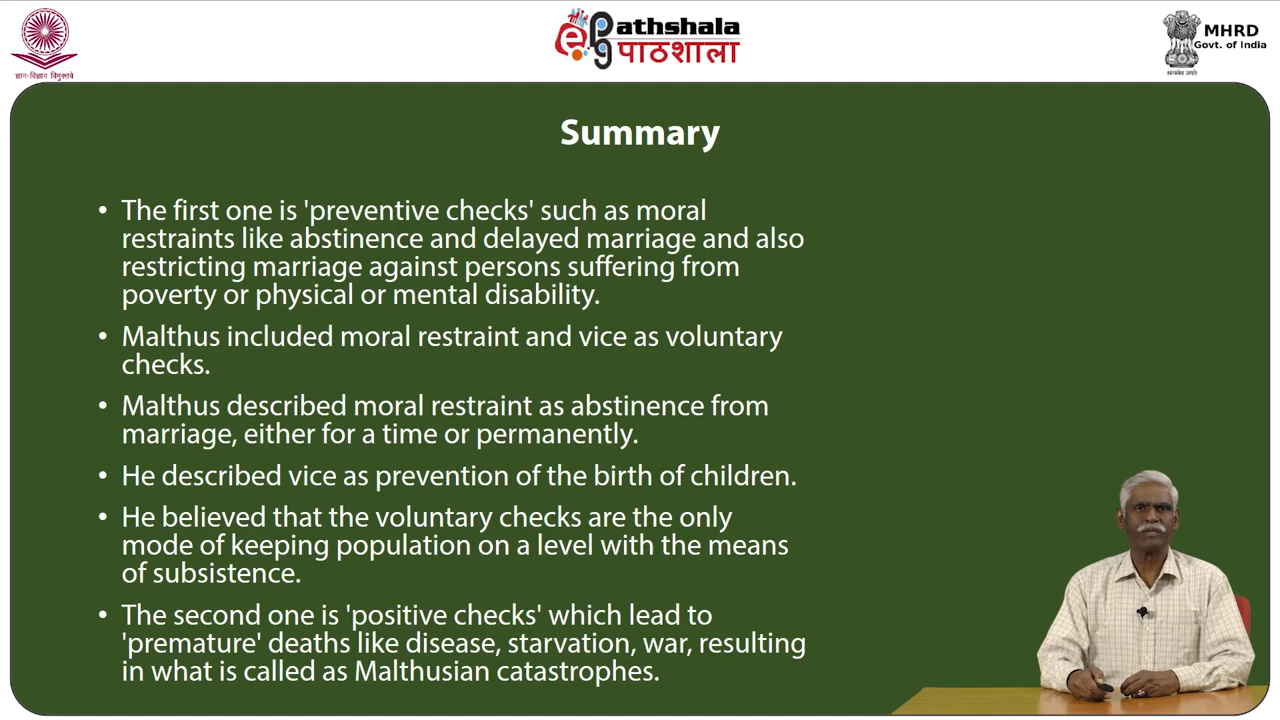 ज्ञान-विज्ञान विमुक्तये
ePG Pathshala
पाठशाला
MHRD
Govt. of India
सत्यमेव जयते
Summary
• The first one is 'preventive checks' such as moral
restraints like abstinence and delayed marriage and also
restricting marriage against persons suffering from
poverty or physical or mental disability.
• Malthus included moral restraint and vice as voluntary
checks.
• Malthus described moral restraint as abstinence from
marriage, either for a time or permanently.
• He described vice as prevention of the birth of children.
• He believed that the voluntary checks are the only
mode of keeping population on a level with the means
of subsistence.
• The second one is 'positive checks' which lead to
'premature' deaths like disease, starvation, war, resulting
in what is called as Malthusian catastrophes.